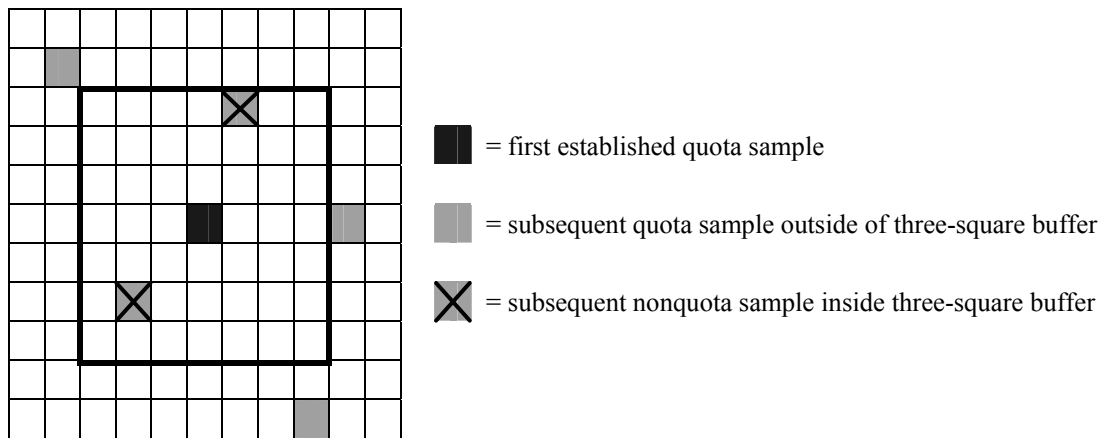 = first established quota sample
= subsequent quota sample outside of three-square buffer
= subsequent nonquota sample inside three-square buffer